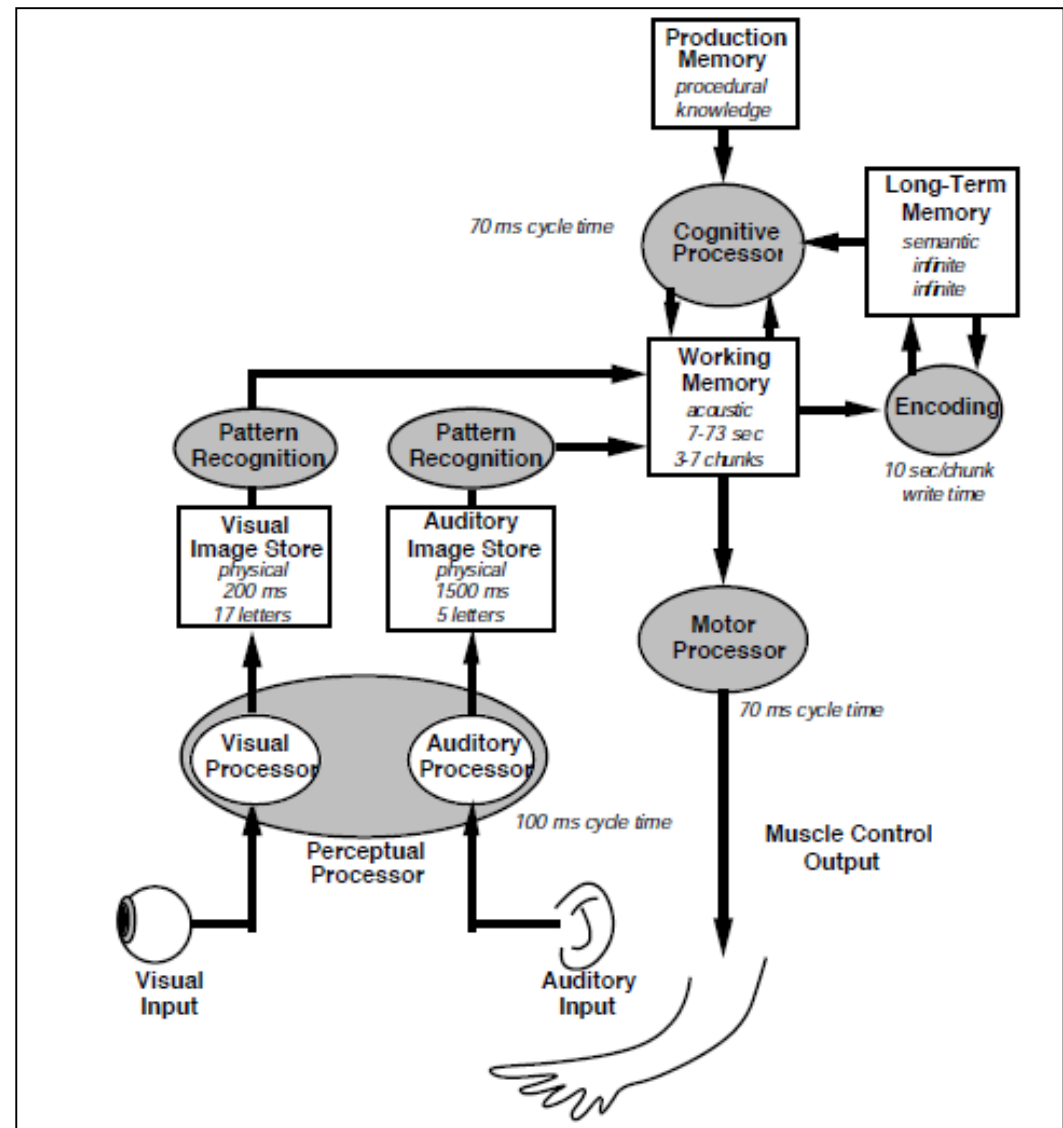 Production
Memory
procedural
knowledge
70 ms cycle time
Cognitive
Processor
Long-Term
Memory
semantic
infinite
infinite
Working
Memory
acoustic
7-73 sec
3-7 chunks
Encoding
10 sec/chunk
write time
Pattern
Recognition
Pattern
Recognition
Visual
Image Store
physical
200 ms
17 letters
Auditory
Image Store
physical
1500 ms
5 letters
Motor
Processor
70 ms cycle time
Visual
Processor
Auditory
Processor
100 ms cycle time
Perceptual
Processor
Muscle Control
Output
Visual
Input
Auditory
Input